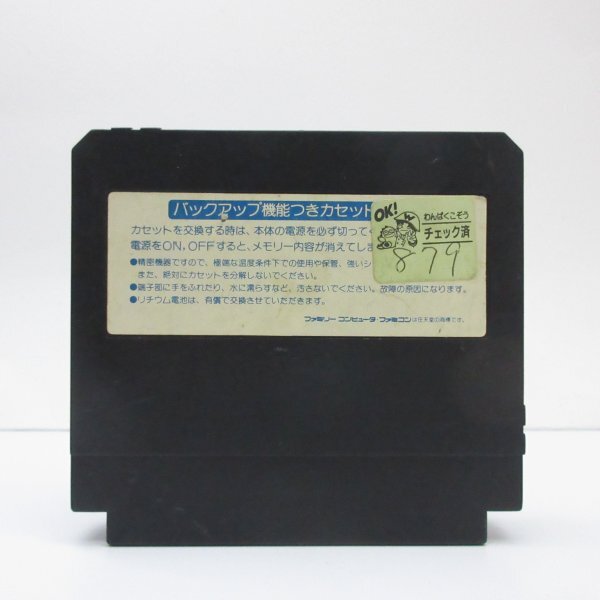 バックアップ機能つきカセット
カセットを交換する時は、本体の電源を必ず切って
電源をON,OFFすると、メモリー内容が消えてしま
●精密機器ですので、極端な温度条件下での使用や保管、強いシ
また、絶対にカセットを分解しないでください。
●端子部に手をふれたり、水に濡らすなど、汚さないでください。故障の原因になります。
●リチウム電池は、有償で交換させていただきます。
ファミリーコンピュータ・ファミコンは任天堂の商標です。
OK!
わんぱくこぞう
チェック済
879